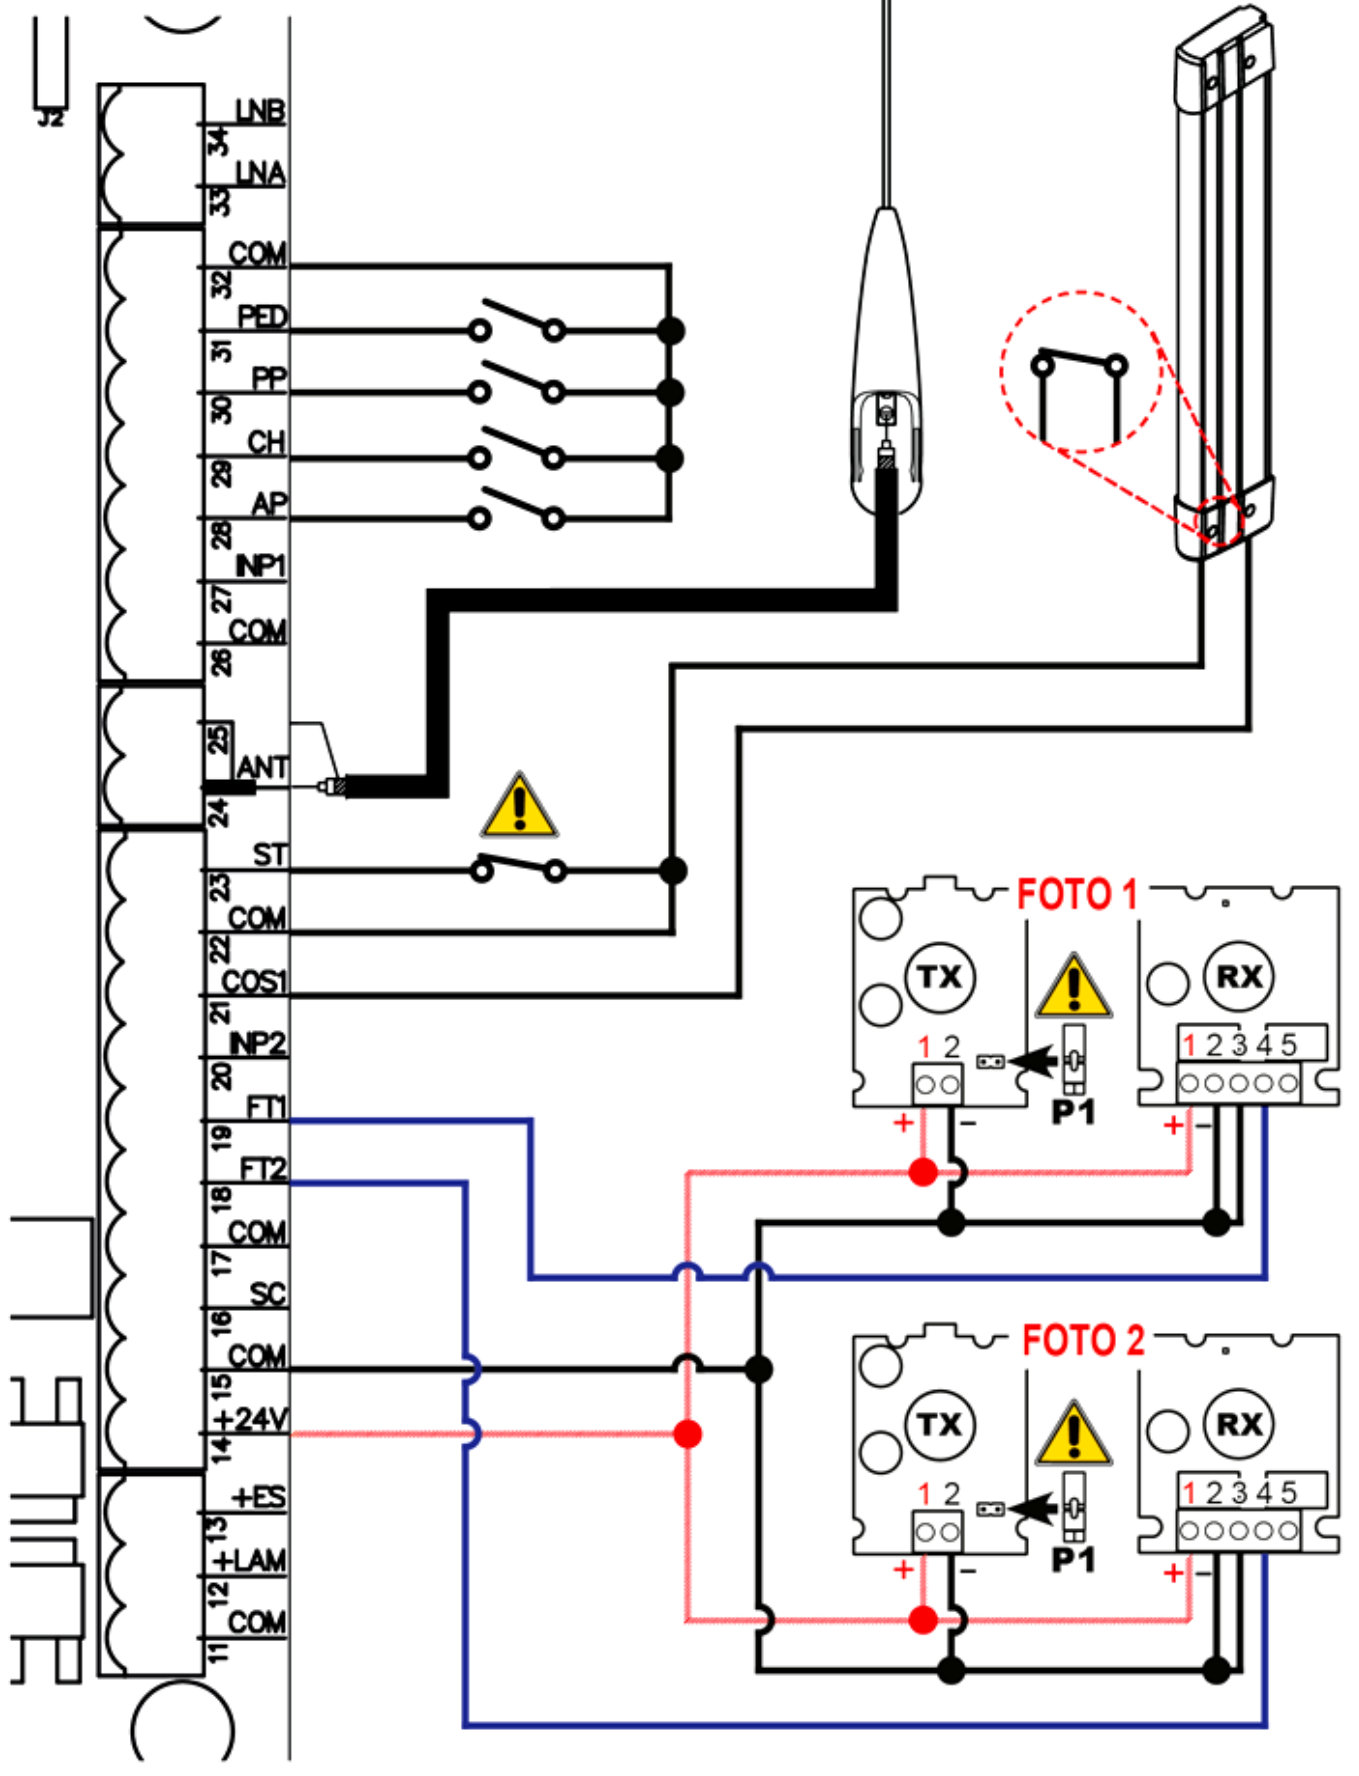 J2
LNB
34
LNA
33
COM
32
PED
31
PP
30
CH
29
AP
28
INP1
27
COM
26
25
ANT
24
ST
23
COM
22
COS1
21
INP2
20
FT1
19
FT2
18
COM
17
SC
16
COM
15
+24V
14
+ES
13
+LAM
12
COM
11
FOTO 1
TX
RX
1 2
1 2 3 4 5
P1
+ −
+ −
FOTO 2
TX
RX
1 2
1 2 3 4 5
P1
+ −
+ −